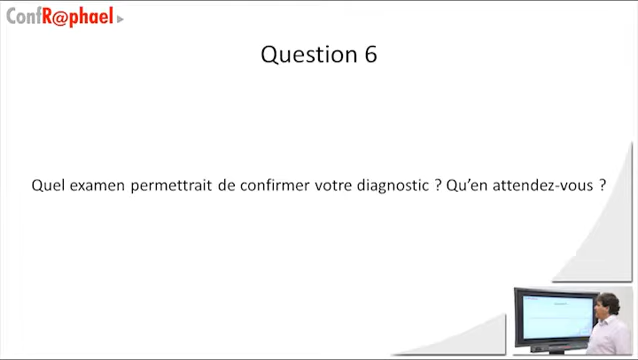 ConfR@phael
Question 6
Quel examen permettrait de confirmer votre diagnostic ? Qu'en attendez-vous ?